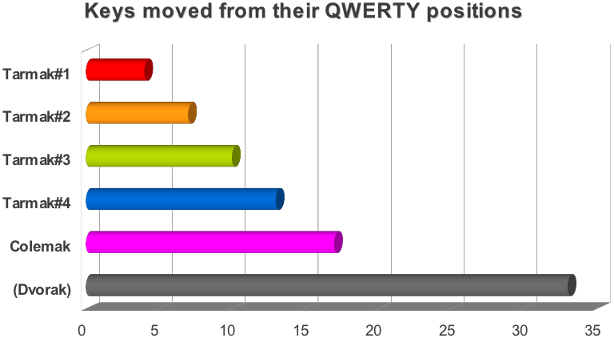 Keys moved from their QWERTY positions
Tarmak#1
Tarmak#2
Tarmak#3
Tarmak#4
Colemak
(Dvorak)
0 5 10 15 20 25 30 35